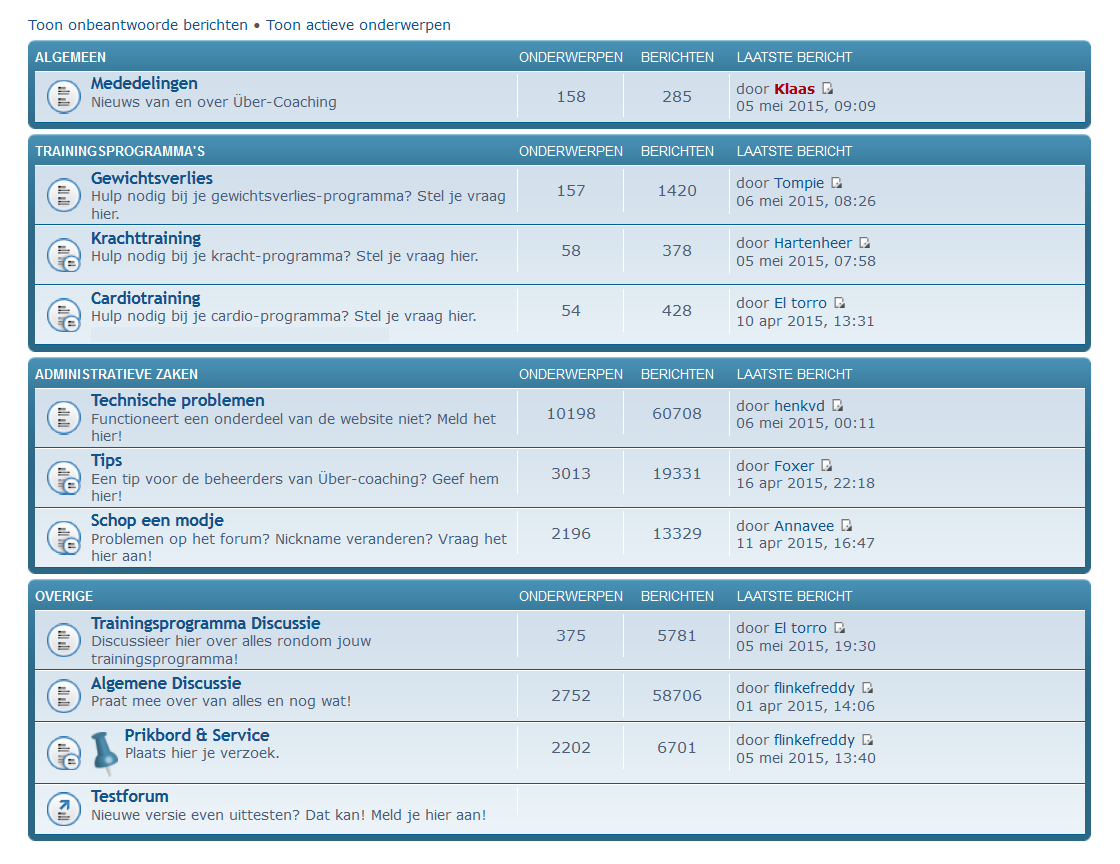 Toon onbeantwoorde berichten • Toon actieve onderwerpen
ALGEMEEN ONDERWERPEN BERICHTEN LAATSTE BERICHT
Mededelingen
Nieuws van en over Über-Coaching
158 285
door Klaas
05 mei 2015, 09:09
TRAININGSPROGRAMMA'S ONDERWERPEN BERICHTEN LAATSTE BERICHT
Gewichtsverlies
Hulp nodig bij je gewichtsverlies-programma? Stel je vraag
hier.
157 1420
door Tompie
06 mei 2015, 08:26
Krachttraining
Hulp nodig bij je kracht-programma? Stel je vraag hier.
58 378
door Hartenheer
05 mei 2015, 07:58
Cardiotraining
Hulp nodig bij je cardio-programma? Stel je vraag hier.
54 428
door El torro
10 apr 2015, 13:31
ADMINISTRATIEVE ZAKEN ONDERWERPEN BERICHTEN LAATSTE BERICHT
Technische problemen
Functioneert een onderdeel van de website niet? Meld het
hier!
10198 60708
door henkvd
06 mei 2015, 00:11
Tips
Een tip voor de beheerders van Über-coaching? Geef hem
hier!
3013 19331
door Foxer
16 apr 2015, 22:18
Schop een modje
Problemen op het forum? Nickname veranderen? Vraag het
hier aan!
2196 13329
door Annavee
11 apr 2015, 16:47
OVERIGE ONDERWERPEN BERICHTEN LAATSTE BERICHT
Trainingsprogramma Discussie
Discussieer hier over alles rondom jouw
trainingsprogramma!
375 5781
door El torro
05 mei 2015, 19:30
Algemene Discussie
Praat mee over van alles en nog wat!
2752 58706
door flinkefreddy
01 apr 2015, 14:06
Prikbord & Service
Plaats hier je verzoek.
2202 6701
door flinkefreddy
05 mei 2015, 13:40
Testforum
Nieuwe versie even uittesten? Dat kan! Meld je hier aan!